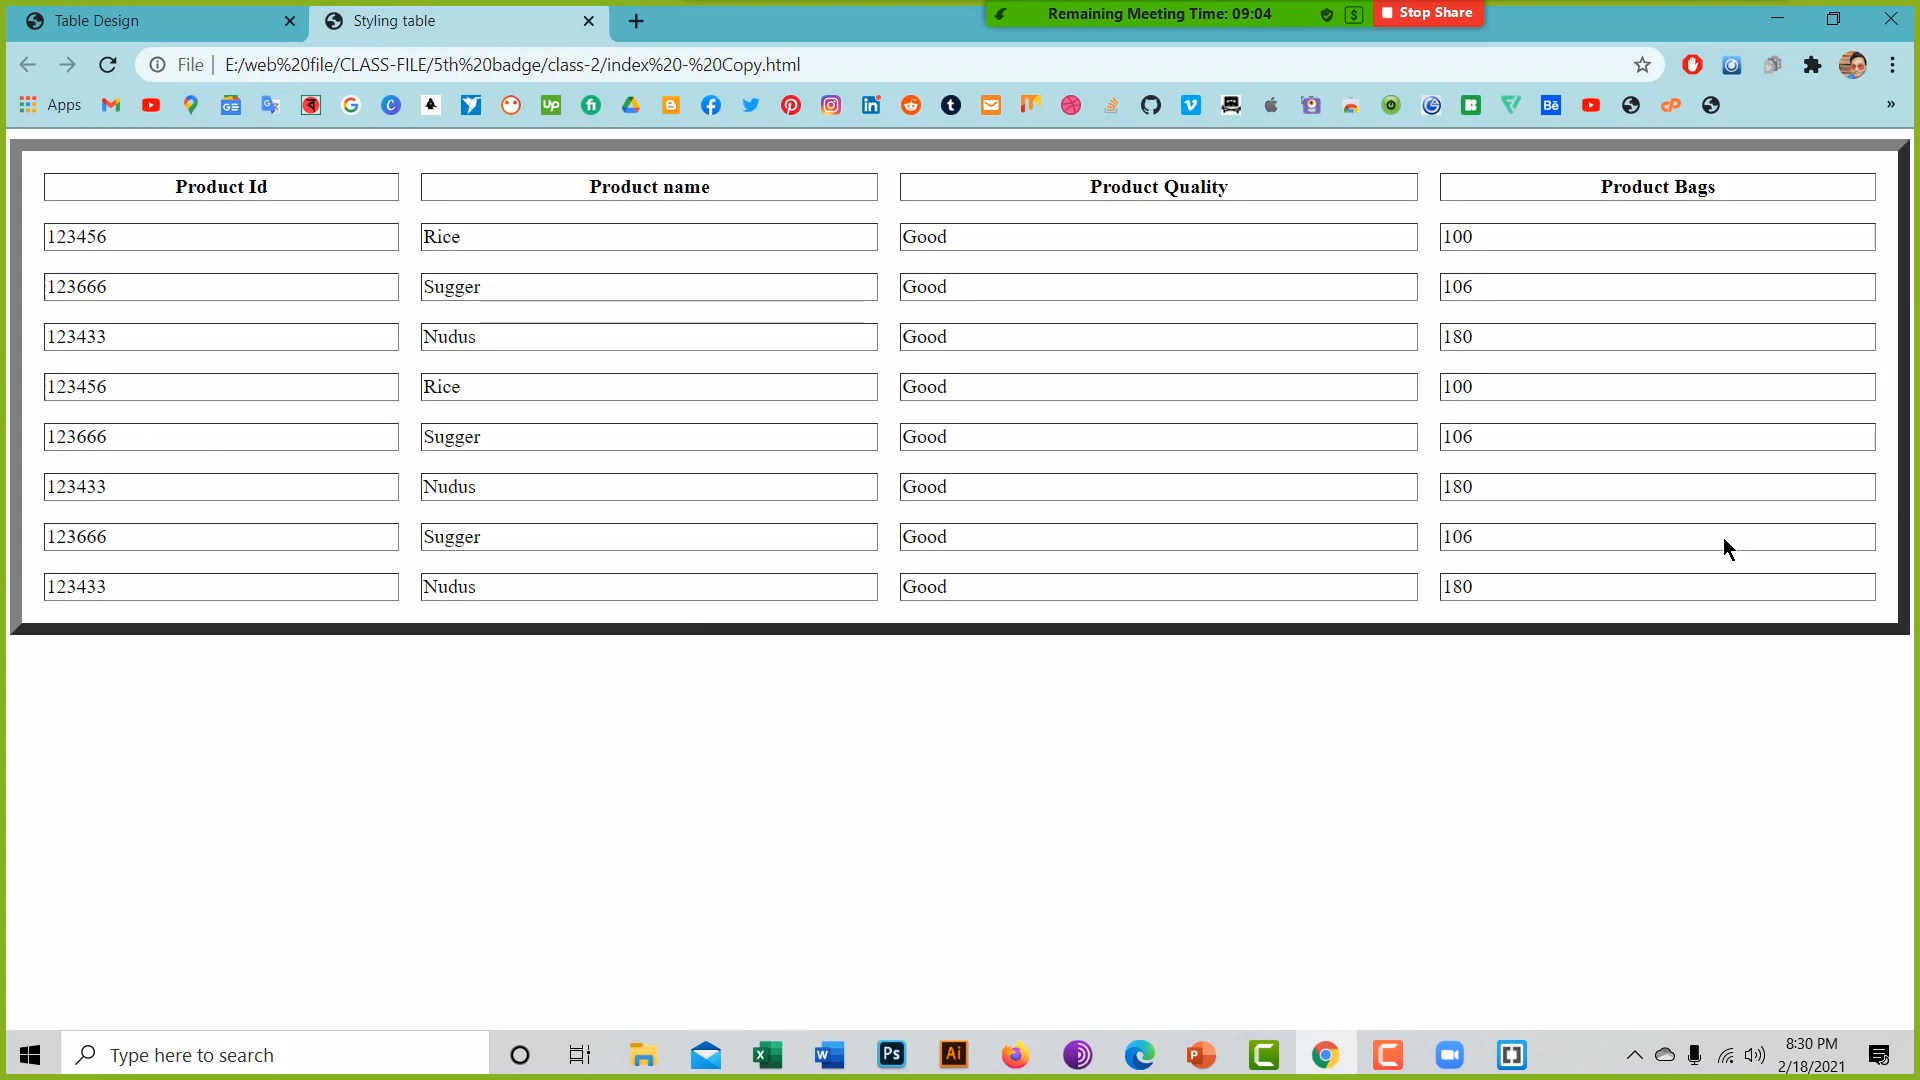 Table Design
Styling table
Remaining Meeting Time: 09:04
$
Stop Share
File
E:/web%20file/CLASS-FILE/5th%20badge/class-2/index%20-%20Copy.html
Apps
Product Id Product name Product Quality Product Bags
123456 Rice Good 100
123666 Sugger Good 106
123433 Nudus Good 180
123456 Rice Good 100
123666 Sugger Good 106
123433 Nudus Good 180
123666 Sugger Good 106
123433 Nudus Good 180
Type here to search
8:30 PM
2/18/2021